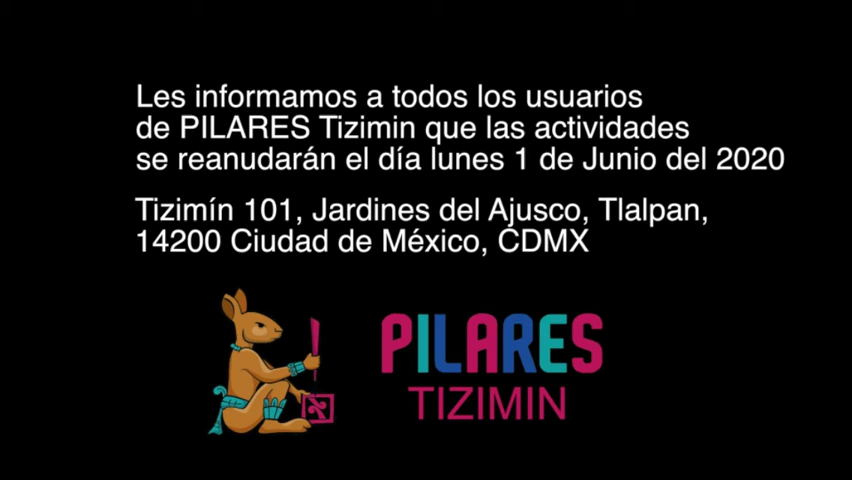 Les informamos a todos los usuarios
de PILARES Tizimin que las actividades
se reanudarán el día lunes 1 de Junio del 2020
Tizimín 101, Jardines del Ajusco, Tlalpan,
14200 Ciudad de México, CDMX
PILARES
TIZIMIN